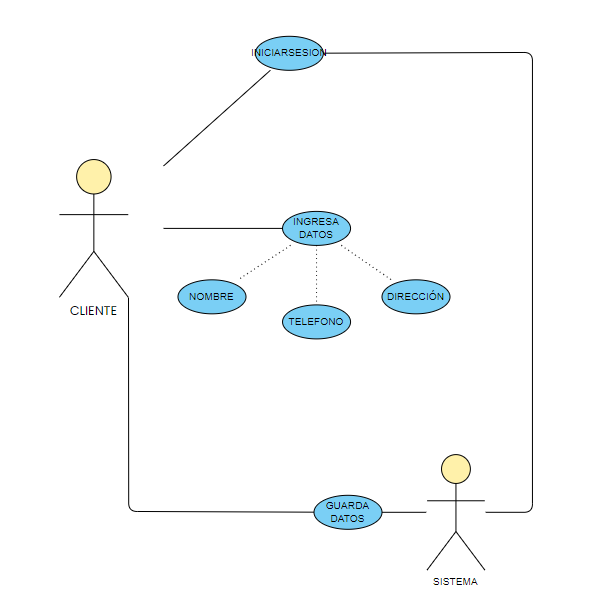 INICIARSESION
INGRESA
DATOS
NOMBRE
DIRECCIÓN
CLIENTE
TELEFONO
GUARDA
DATOS
SISTEMA